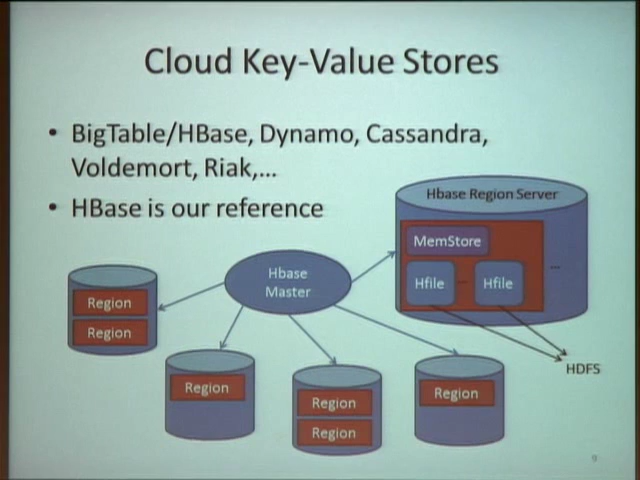 Cloud Key-Value Stores
• BigTable/HBase, Dynamo, Cassandra,
Voldemort, Riak,...
• HBase is our reference
Hbase Region Server
MemStore
Hfile
Hfile
Hbase
Master
Region
Region
Region
Region
Region
Region
HDFS
9